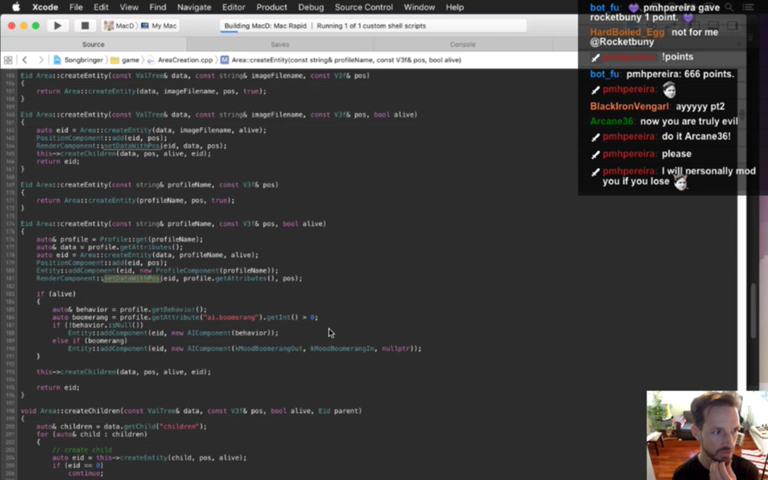 Xcode File Edit View Find Navigate Editor Product Debug Source Control Window Help
MacD My Mac
Building MacD: Mac Rapid | Running 1 of 1 custom shell scripts
Source Saves Console
Songbringer game AreaCreation.cpp Area::createEntity(const string& profileName, const V3f& pos, bool alive)
Eid Area::createEntity(const ValTree& data, const string& imageFilename, const V3f& pos)
{
return Area::createEntity(data, imageFilename, pos, true);
}
Eid Area::createEntity(const ValTree& data, const string& imageFilename, const V3f& pos, bool alive)
{
auto eid = Area::createEntity(data, imageFilename, alive);
PositionComponent::add(eid, pos);
RenderComponent::setDataWithPos(eid, data, pos);
this->createChildren(data, pos, alive, eid);
return eid;
}
Eid Area::createEntity(const string& profileName, const V3f& pos)
{
return Area::createEntity(profileName, pos, true);
}
Eid Area::createEntity(const string& profileName, const V3f& pos, bool alive)
{
auto& profile = Profile::get(profileName);
auto& data = profile.getAttributes();
auto eid = Area::createEntity(data, profileName, alive);
PositionComponent::add(eid, pos);
Entity::addComponent(eid, new ProfileComponent(profileName));
RenderComponent::setDataWithPos(eid, profile.getAttributes(), pos);
if (alive)
{
auto& behavior = profile.getBehavior();
auto boomerang = profile.getAttribute("ai.boomerang").getInt() > 0;
if (!behavior.isNull())
Entity::addComponent(eid, new AIComponent(behavior));
else if (boomerang)
Entity::addComponent(eid, new AIComponent(kMoodBoomerangOut, kMoodBoomerangIn, nullptr));
}
this->createChildren(data, pos, alive, eid);
return eid;
}
void Area::createChildren(const ValTree& data, const V3f& pos, bool alive, Eid parent)
{
auto& children = data.getChild("children");
for (auto& child : children)
{
// create child
auto eid = this->createEntity(child, pos, alive);
if (eid == 0)
continue;
bot_fu: 💜 pmhpereira gave
rocketbuny 1 point. 💜
HardBoiled_Egg: not for me
@Rocketbuny
pmhpereira: !points
bot_fu: pmhpereira: 666 points.
pmhpereira:
BlackIronVengarl: ayyyyy pt2
Arcane36: now you are truly evil
pmhpereira: do it Arcane36!
pmhpereira: please
pmhpereira: I will personally mod
you if you lose